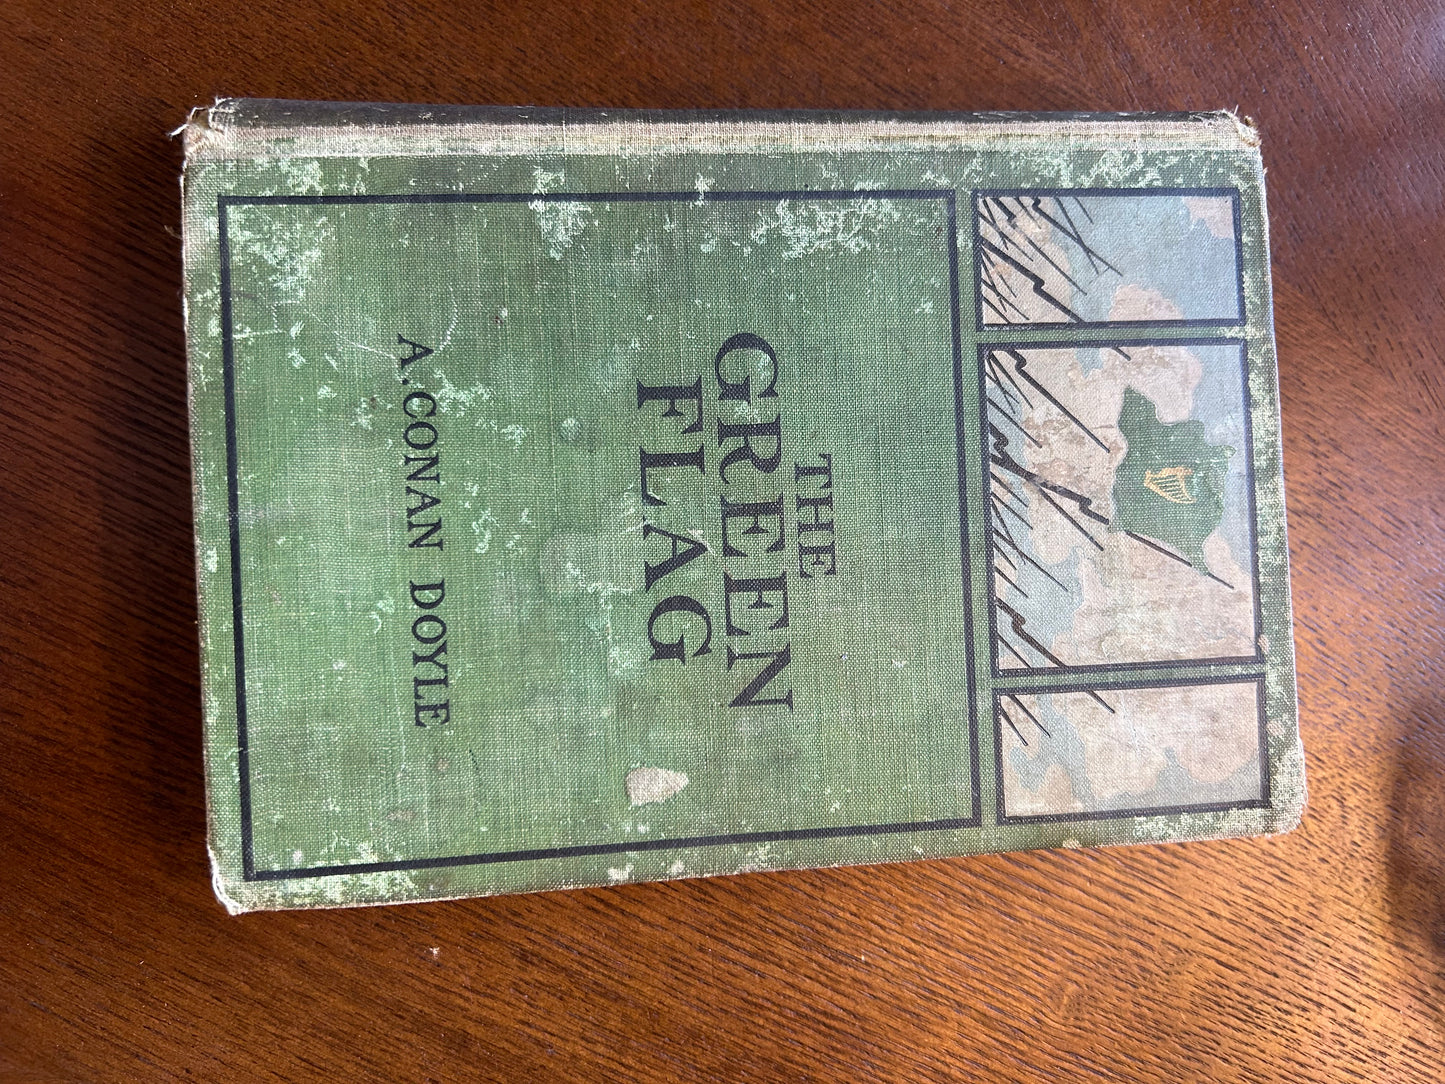 THE
GREEN
FLAG
A. CONAN DOYLE